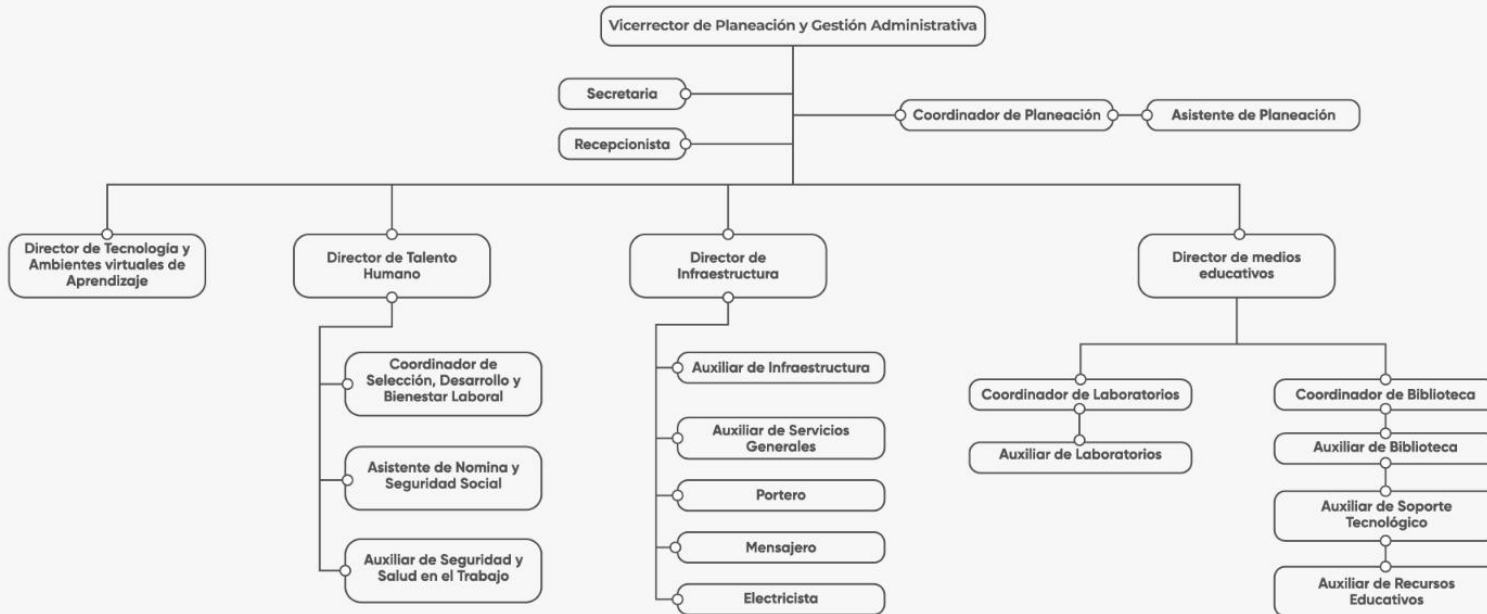 Vicerrector de Planeación y Gestión Administrativa
Secretaria
Coordinador de Planeación
Asistente de Planeación
Recepcionista
Director de Tecnología y
Ambientes virtuales de
Aprendizaje
Director de Talento
Humano
Director de
Infraestructura
Director de medios
educativos
Coordinador de
Selección, Desarrollo y
Bienestar Laboral
Asistente de Nomina y
Seguridad Social
Auxiliar de Seguridad y
Salud en el Trabajo
Auxiliar de Infraestructura
Auxiliar de Servicios
Generales
Portero
Mensajero
Electricista
Coordinador de Laboratorios
Auxiliar de Laboratorios
Coordinador de Biblioteca
Auxiliar de Biblioteca
Auxiliar de Soporte
Tecnológico
Auxiliar de Recursos
Educativos